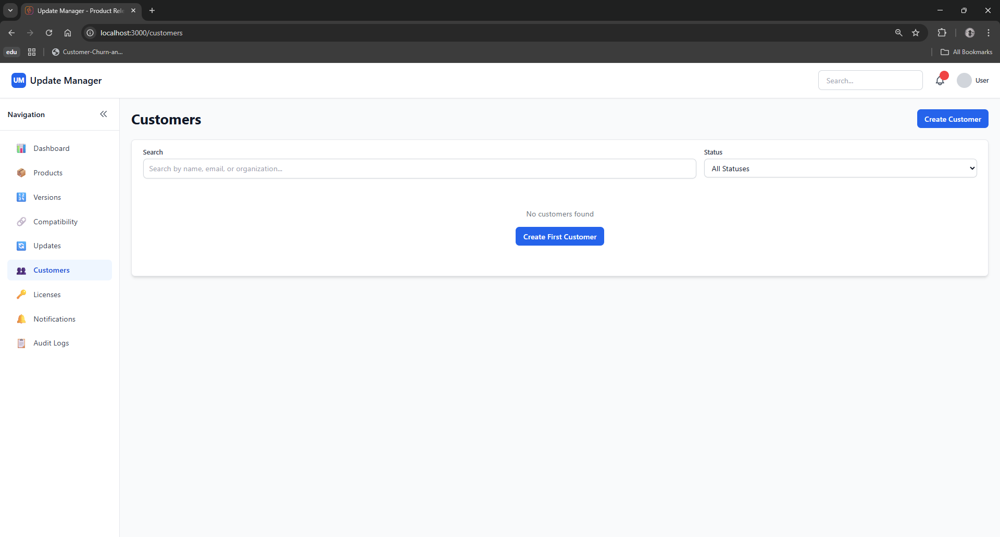 Update Manager - Product Rele
localhost:3000/customers
edu
Customer-Churn-an...
All Bookmarks
UM
Update Manager
Search...
User
Navigation
Customers
Create Customer
Search
Status
Search by name, email, or organization...
All Statuses
Dashboard
Products
Versions
Compatibility
Updates
Customers
Licenses
Notifications
Audit Logs
No customers found
Create First Customer